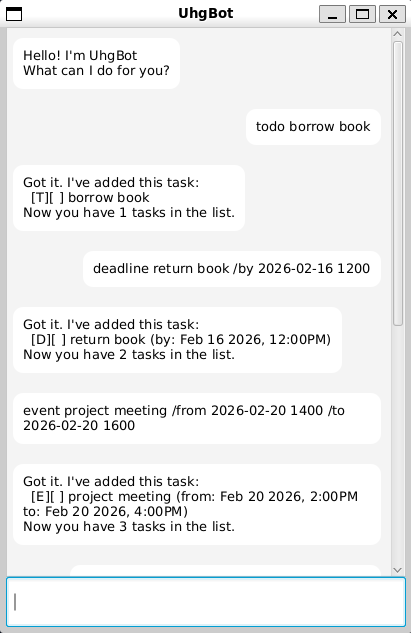 UhgBot
Hello! I'm UhgBot
What can I do for you?
todo borrow book
Got it. I've added this task:
[T][ ] borrow book
Now you have 1 tasks in the list.
deadline return book /by 2026-02-16 1200
Got it. I've added this task:
[D][ ] return book (by: Feb 16 2026, 12:00PM)
Now you have 2 tasks in the list.
event project meeting /from 2026-02-20 1400 /to
2026-02-20 1600
Got it. I've added this task:
[E][ ] project meeting (from: Feb 20 2026, 2:00PM
to: Feb 20 2026, 4:00PM)
Now you have 3 tasks in the list.